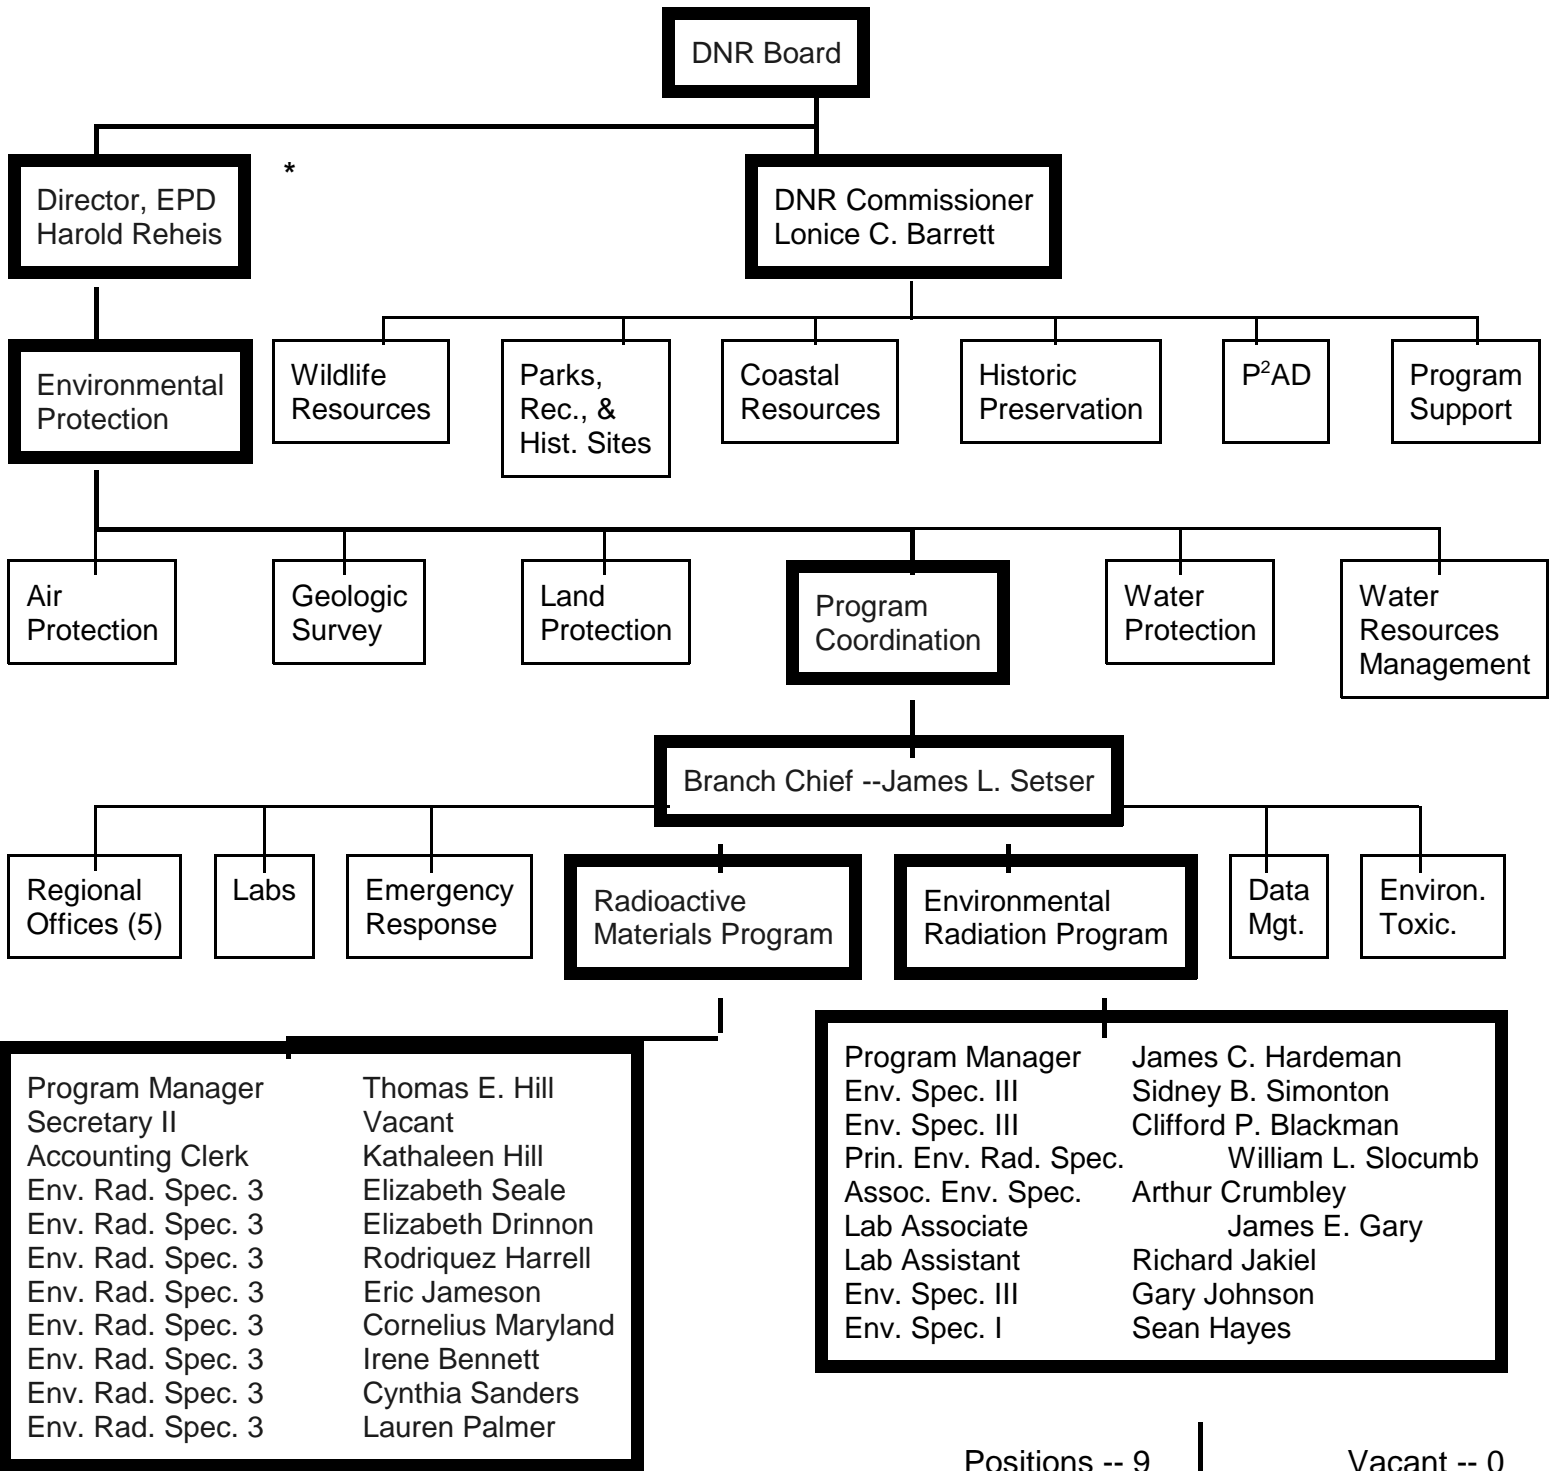 DNR Board
*
Director, EPD
Harold Reheis
DNR Commissioner
Lonice C. Barrett
Environmental
Protection
Wildlife
Resources
Parks,
Rec., &
Hist. Sites
Coastal
Resources
Historic
Preservation
P²AD
Program
Support
Air
Protection
Geologic
Survey
Land
Protection
Program
Coordination
Water
Protection
Water
Resources
Management
Branch Chief --James L. Setser
Regional
Offices (5)
Labs
Emergency
Response
Radioactive
Materials Program
Environmental
Radiation Program
Data
Mgt.
Environ.
Toxic.
Program Manager Thomas E. Hill
Secretary II Vacant
Accounting Clerk Kathaleen Hill
Env. Rad. Spec. 3 Elizabeth Seale
Env. Rad. Spec. 3 Elizabeth Drinnon
Env. Rad. Spec. 3 Rodriquez Harrell
Env. Rad. Spec. 3 Eric Jameson
Env. Rad. Spec. 3 Cornelius Maryland
Env. Rad. Spec. 3 Irene Bennett
Env. Rad. Spec. 3 Cynthia Sanders
Env. Rad. Spec. 3 Lauren Palmer
Program Manager James C. Hardeman
Env. Spec. III Sidney B. Simonton
Env. Spec. III Clifford P. Blackman
Prin. Env. Rad. Spec. William L. Slocumb
Assoc. Env. Spec. Arthur Crumbley
Lab Associate James E. Gary
Lab Assistant Richard Jakiel
Env. Spec. III Gary Johnson
Env. Spec. I Sean Hayes
Positions -- 9 Vacant -- 0